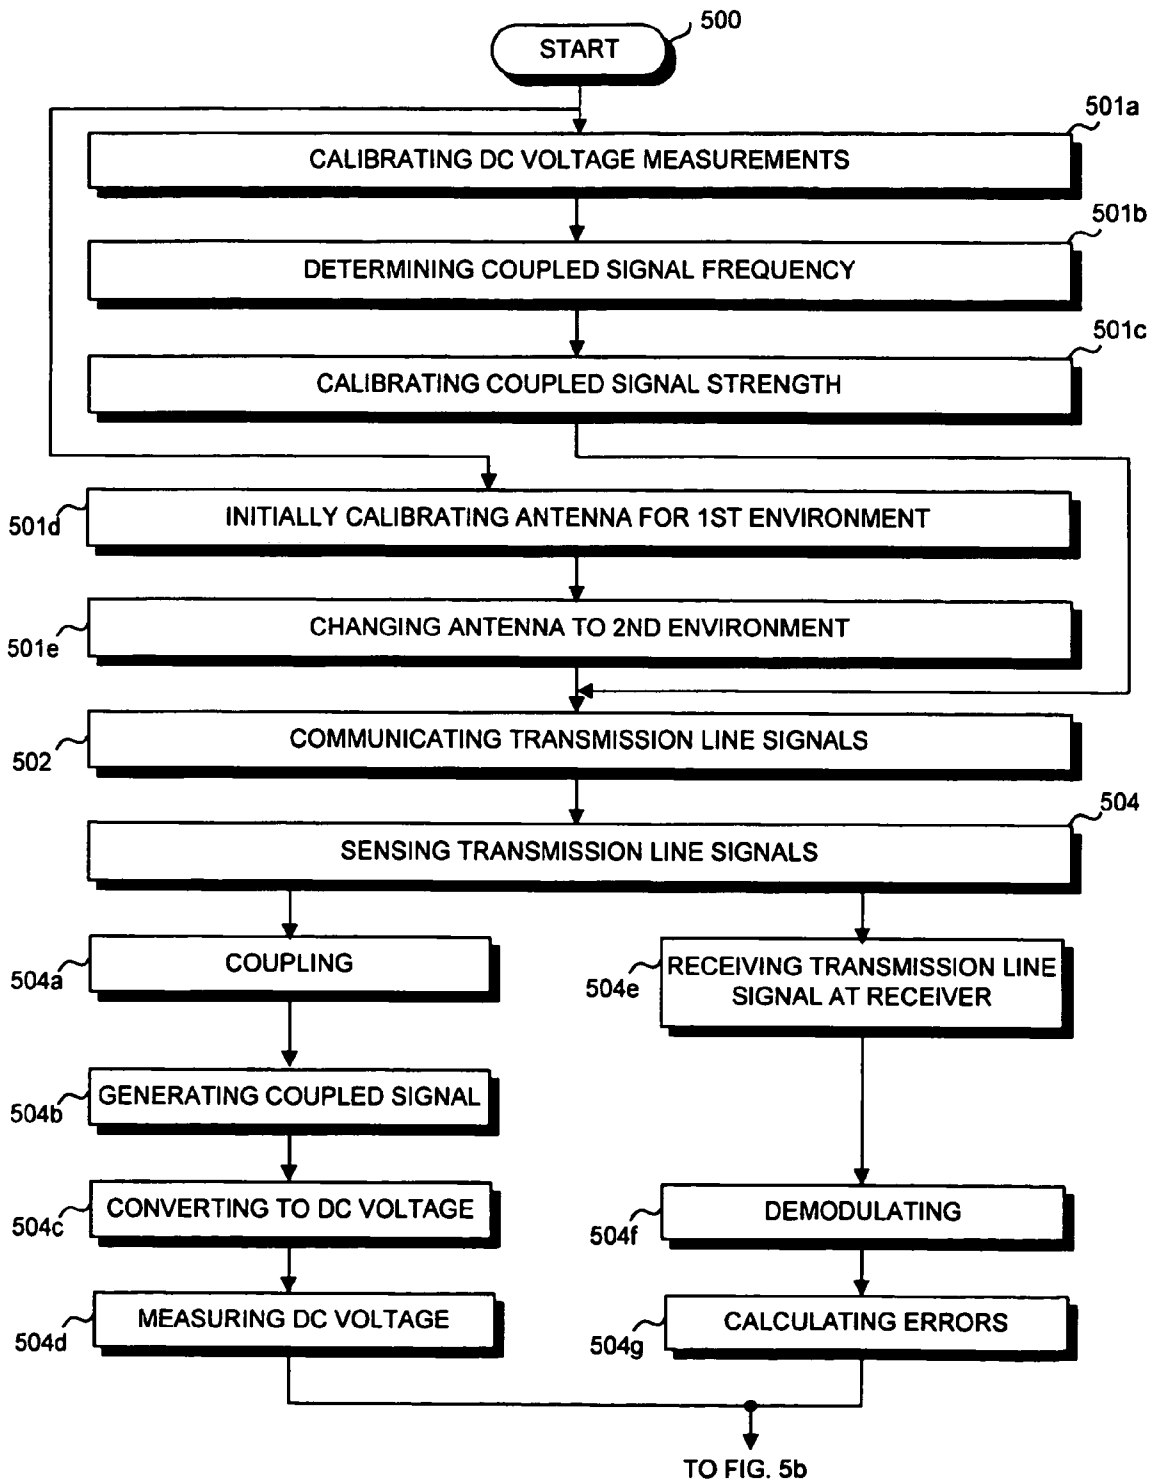 500
START
501a
CALIBRATING DC VOLTAGE MEASUREMENTS
501b
DETERMINING COUPLED SIGNAL FREQUENCY
501c
CALIBRATING COUPLED SIGNAL STRENGTH
501d
INITIALLY CALIBRATING ANTENNA FOR 1ST ENVIRONMENT
501e
CHANGING ANTENNA TO 2ND ENVIRONMENT
502
COMMUNICATING TRANSMISSION LINE SIGNALS
504
SENSING TRANSMISSION LINE SIGNALS
504a
COUPLING
504e
RECEIVING TRANSMISSION LINE
SIGNAL AT RECEIVER
504b
GENERATING COUPLED SIGNAL
504c
CONVERTING TO DC VOLTAGE
504f
DEMODULATING
504d
MEASURING DC VOLTAGE
504g
CALCULATING ERRORS
TO FIG. 5b